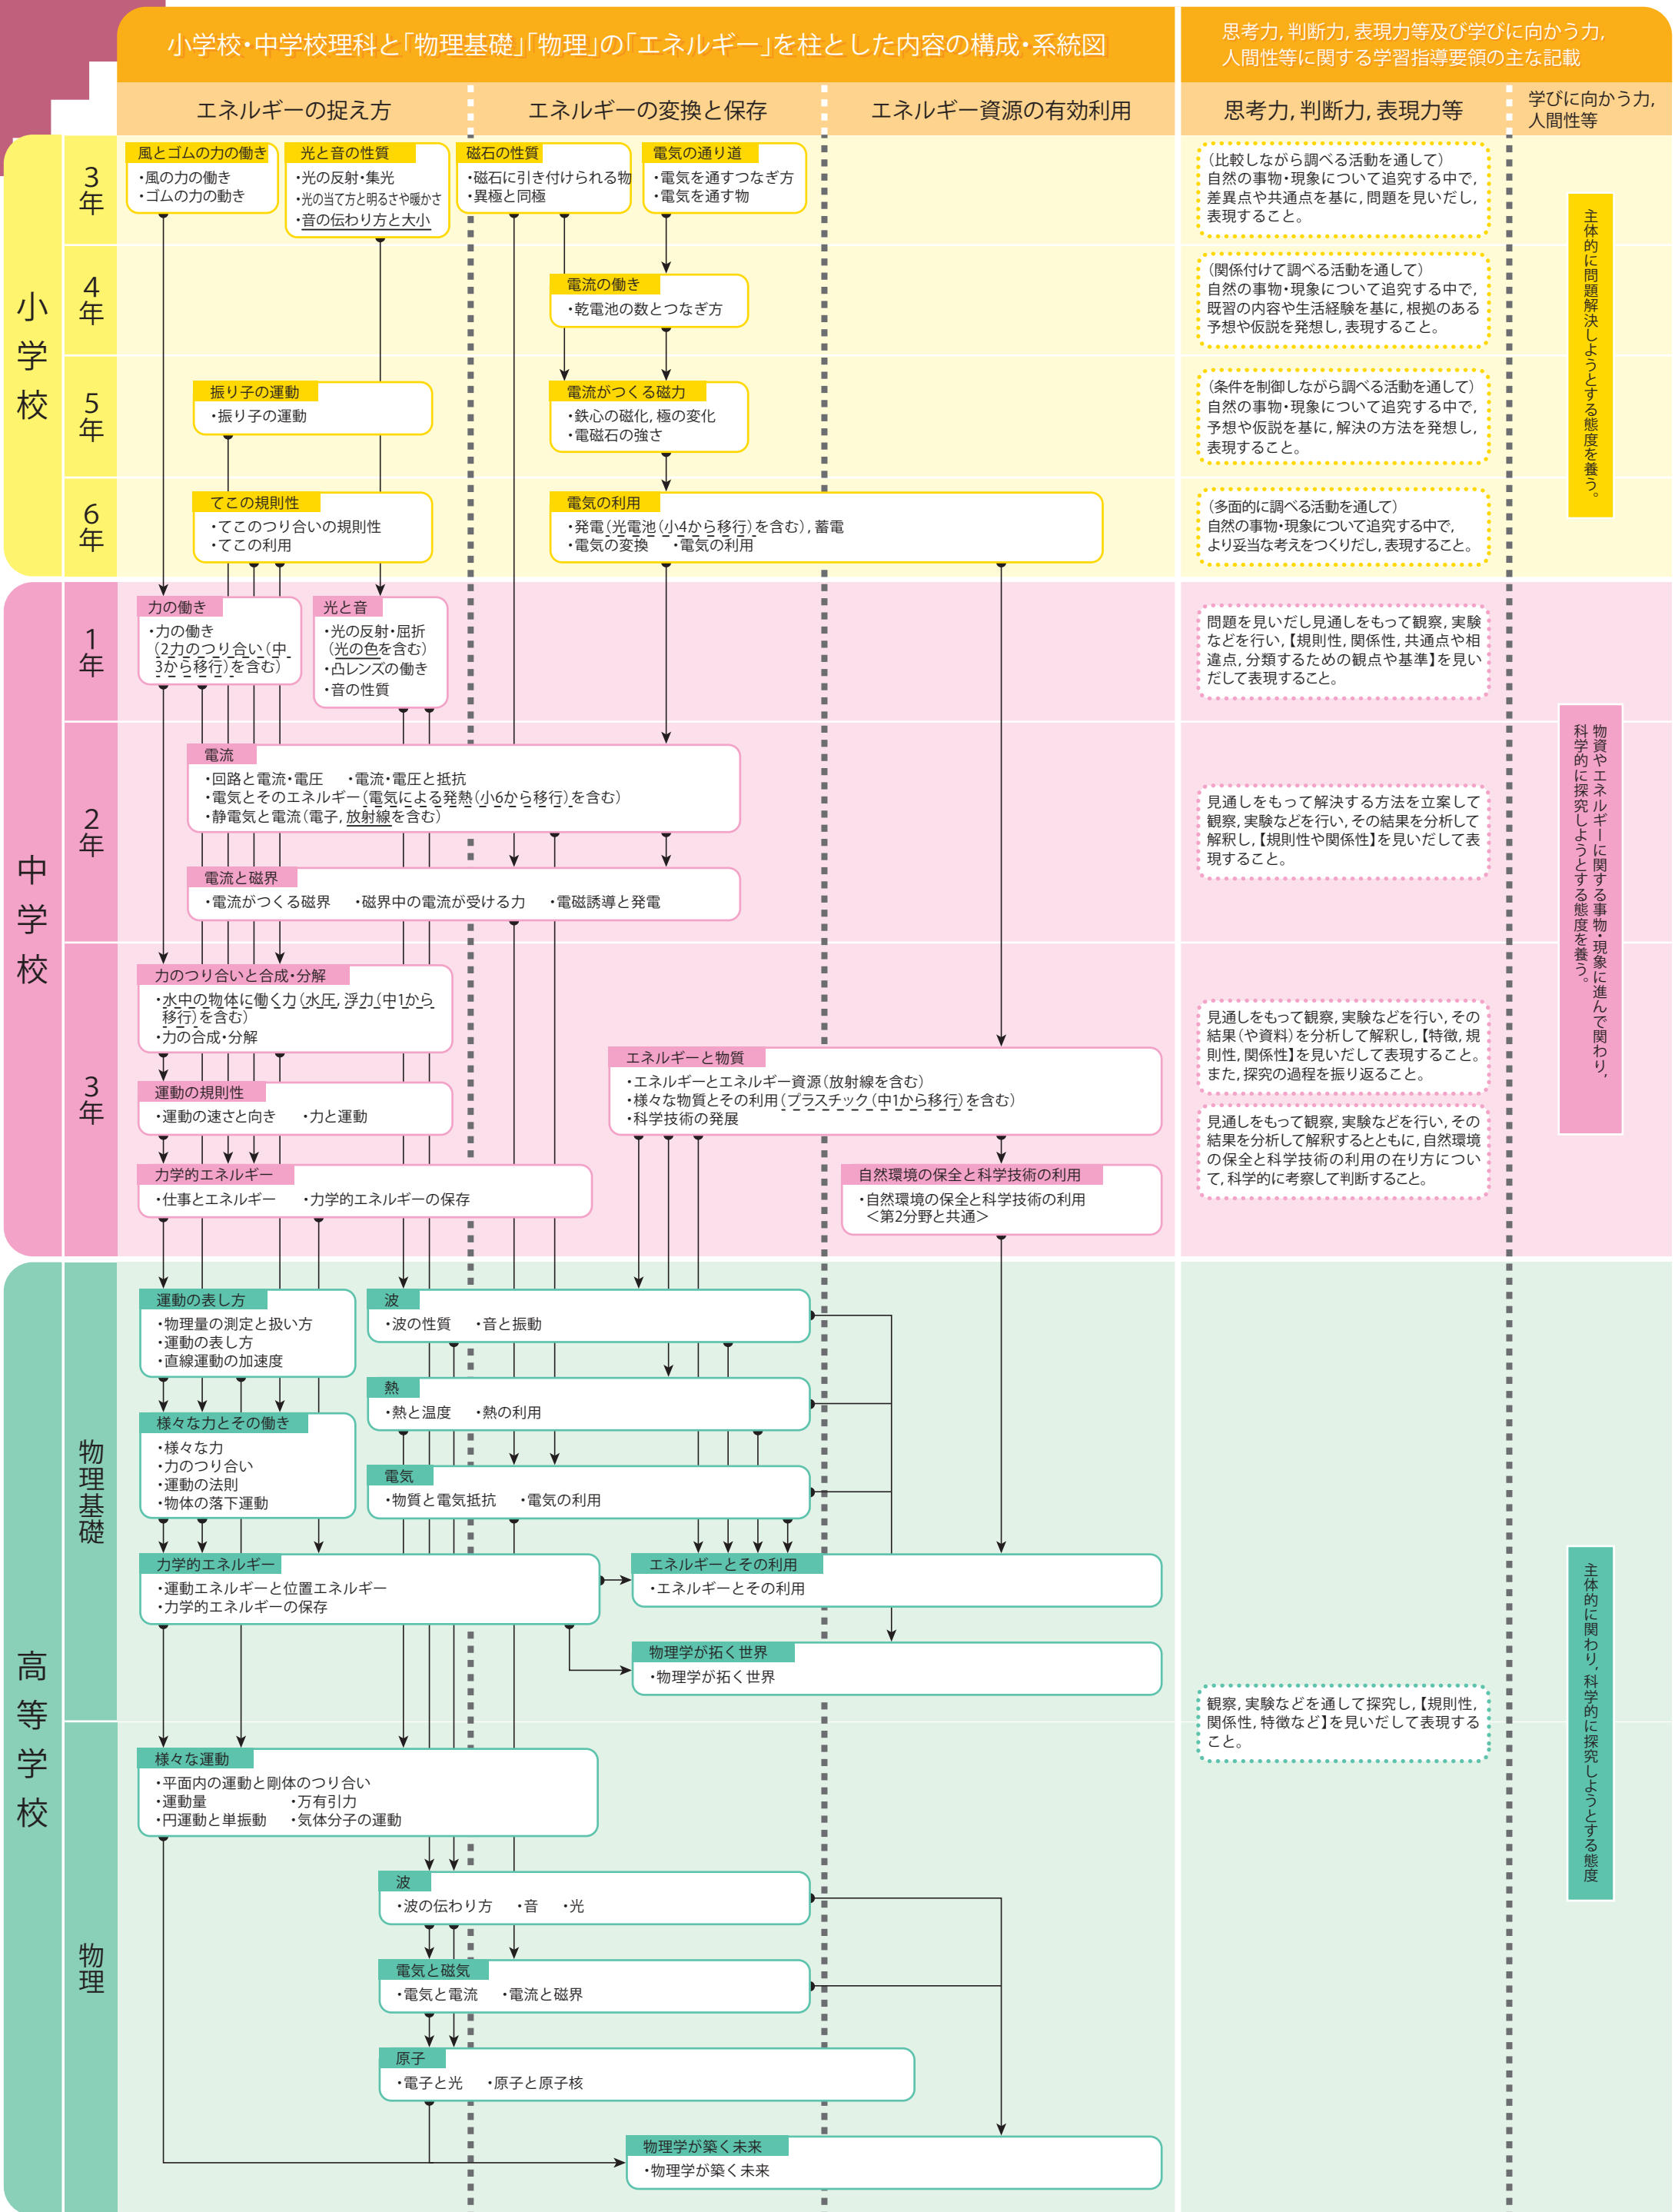 小学校・中学校理科と「物理基礎」「物理」の「エネルギー」を柱とした内容の構成・系統図
思考力，判断力，表現力等及び学びに向かう力，
人間性等に関する学習指導要領の主な記載
エネルギーの捉え方
エネルギーの変換と保存
エネルギー資源の有効利用
思考力，判断力，表現力等
学びに向かう力，
人間性等
小学校
3年
風とゴムの力の働き
・風の力の働き
・ゴムの力の動き
光と音の性質
・光の反射・集光
・光の当て方と明るさや暖かさ
・音の伝わり方と大小
磁石の性質
・磁石に引き付けられる物
・異極と同極
電気の通り道
・電気を通すつなぎ方
・電気を通す物
（比較しながら調べる活動を通して）
自然の事物・現象について追究する中で，
差異点や共通点を基に，問題を見いだし，
表現すること。
主体的に問題解決しようとする態度を養う。
4年
電流の働き
・乾電池の数とつなぎ方
（関係付けて調べる活動を通して）
自然の事物・現象について追究する中で，
既習の内容や生活経験を基に，根拠のある
予想や仮説を発想し，表現すること。
5年
振り子の運動
・振り子の運動
電流がつくる磁力
・鉄心の磁化，極の変化
・電磁石の強さ
（条件を制御しながら調べる活動を通して）
自然の事物・現象について追究する中で，
予想や仮説を基に，解決の方法を発想し，
表現すること。
6年
てこの規則性
・てこのつり合いの規則性
・てこの利用
電気の利用
・発電（光電池（小4から移行）を含む），蓄電
・電気の変換　・電気の利用
（多面的に調べる活動を通して）
自然の事物・現象について追究する中で，
より妥当な考えをつくりだし，表現すること。
中学校
1年
力の働き
・力の働き
（2力のつり合い（中
3から移行）を含む）
光と音
・光の反射・屈折
（光の色を含む）
・凸レンズの働き
・音の性質
問題を見いだし見通しをもって観察，実験
などを行い，【規則性，関係性，共通点や相
違点，分類するための観点や基準】を見い
だして表現すること。
物資やエネルギーに関する事物・現象に進んで関わり，
科学的に探究しようとする態度を養う。
2年
電流
・回路と電流・電圧　・電流・電圧と抵抗
・電気とそのエネルギー（電気による発熱（小6から移行）を含む）
・静電気と電流（電子，放射線を含む）
電流と磁界
・電流がつくる磁界　・磁界中の電流が受ける力　・電磁誘導と発電
見通しをもって解決する方法を立案して
観察，実験などを行い，その結果を分析して
解釈し，【規則性や関係性】を見いだして表
現すること。
3年
力のつり合いと合成・分解
・水中の物体に働く力（水圧，浮力（中1から
移行）を含む）
・力の合成・分解
運動の規則性
・運動の速さと向き　・力と運動
力学的エネルギー
・仕事とエネルギー　・力学的エネルギーの保存
エネルギーと物質
・エネルギーとエネルギー資源（放射線を含む）
・様々な物質とその利用（プラスチック（中1から移行）を含む）
・科学技術の発展
自然環境の保全と科学技術の利用
・自然環境の保全と科学技術の利用
＜第2分野と共通＞
見通しをもって観察，実験などを行い，その
結果（や資料）を分析して解釈し，【特徴，規
則性，関係性】を見いだして表現すること。
また，探究の過程を振り返ること。
見通しをもって観察，実験などを行い，その
結果を分析して解釈するとともに，自然環境
の保全と科学技術の利用の在り方につい
て，科学的に考察して判断すること。
高等学校
物理基礎
運動の表し方
・物理量の測定と扱い方
・運動の表し方
・直線運動の加速度
波
・波の性質　・音と振動
熱
・熱と温度　・熱の利用
様々な力とその働き
・様々な力
・力のつり合い
・運動の法則
・物体の落下運動
電気
・物質と電気抵抗　・電気の利用
力学的エネルギー
・運動エネルギーと位置エネルギー
・力学的エネルギーの保存
エネルギーとその利用
・エネルギーとその利用
物理学が拓く世界
・物理学が拓く世界
観察，実験などを通して探究し，【規則性，
関係性，特徴など】を見いだして表現する
こと。
主体的に関わり，科学的に探究しようとする態度
物理
様々な運動
・平面内の運動と剛体のつり合い
・運動量　・万有引力
・円運動と単振動　・気体分子の運動
波
・波の伝わり方　・音　・光
電気と磁気
・電気と電流　・電流と磁界
原子
・電子と光　・原子と原子核
物理学が築く未来
・物理学が築く未来